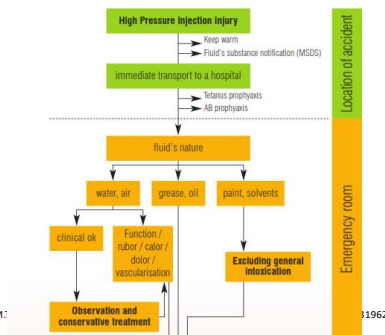 High Pressure Injection Injury
Keep warm
Fluid's substance notification (MSDS)
immediate transport to a hospital
Tetanus prophyaxis
AB prophyaxis
Location of accident
fluid's nature
water, air
grease, oil
paint, solvents
clinical ok
Function /
rubor / calor /
dolor /
vascularisation
Excluding general
intoxication
Observation and
conservative treatment
Emergency room